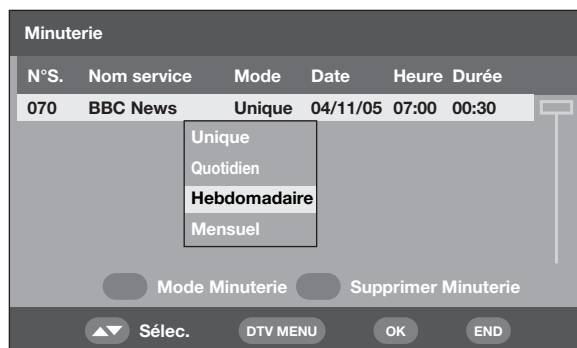 Minuterie
N°S. Nom service Mode Date Heure Durée
070 BBC News Unique 04/11/05 07:00 00:30
Unique
Quotidien
Hebdomadaire
Mensuel
Mode Minuterie Supprimer Minuterie
Sélec. DTV MENU OK END